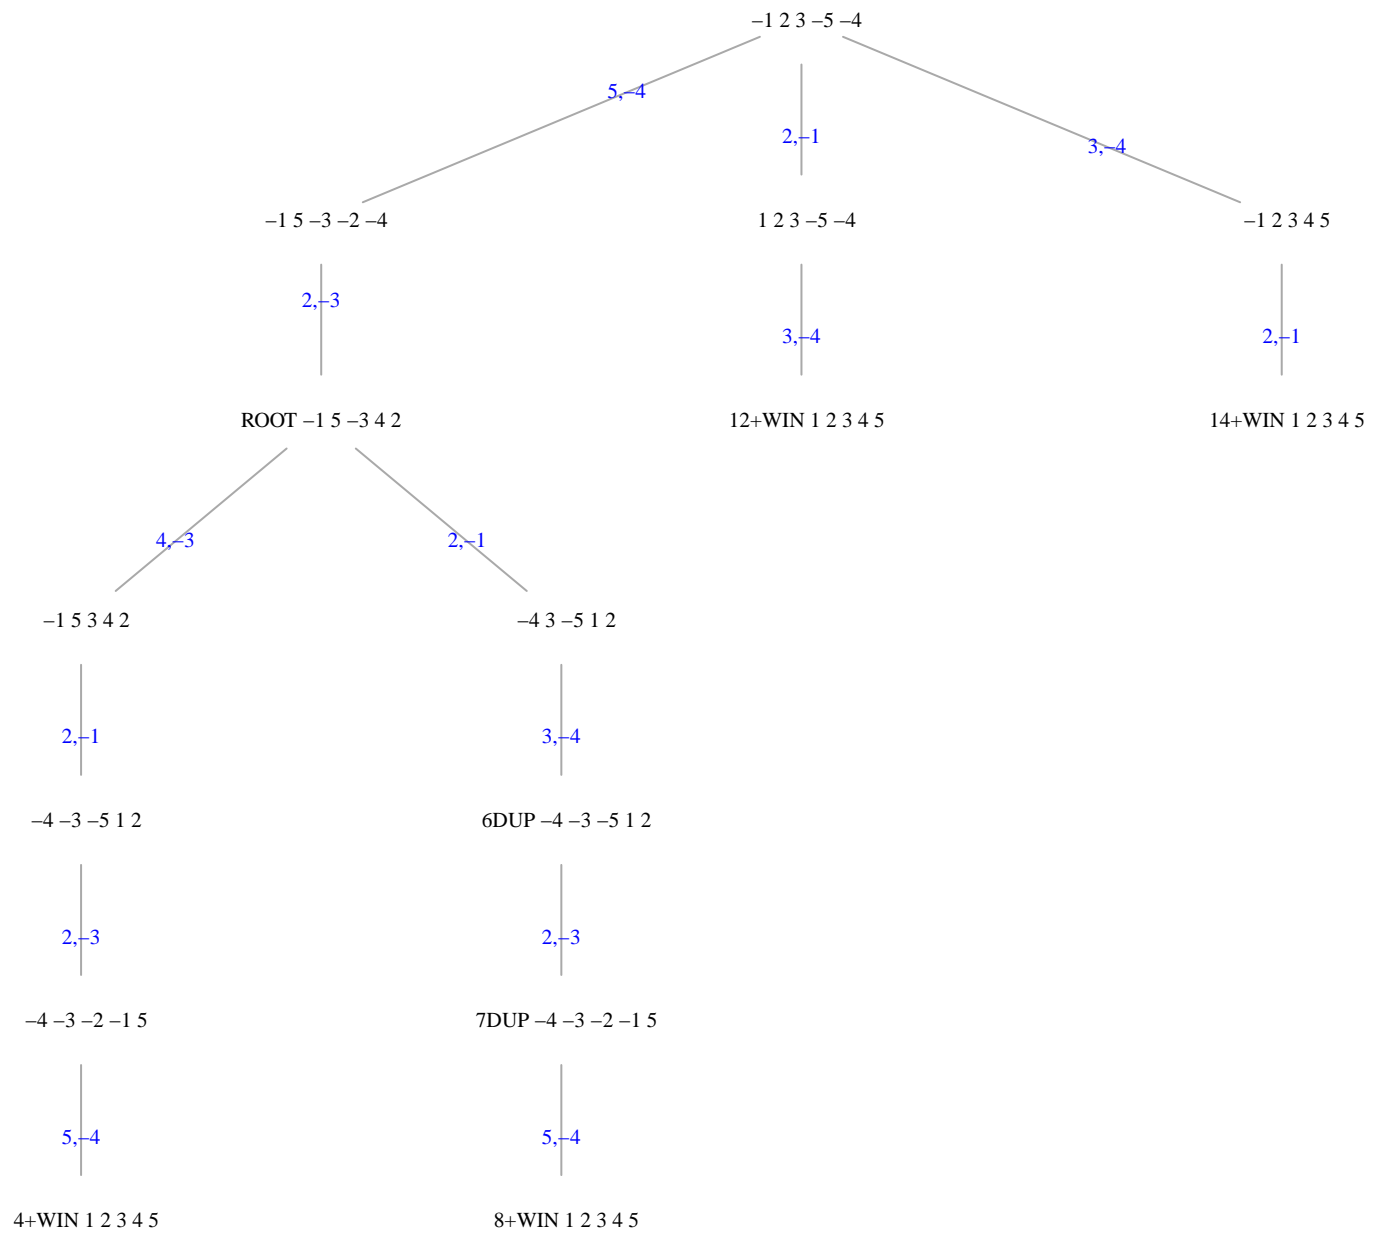 –1 2 3 –5 –4
5,–4
2,–1
3,–4
–1 5 –3 –2 –4
1 2 3 –5 –4
–1 2 3 4 5
2,–3
3,–4
2,–1
ROOT –1 5 –3 4 2
12+WIN 1 2 3 4 5
14+WIN 1 2 3 4 5
4,–3
2,–1
–1 5 3 4 2
–4 3 –5 1 2
2,–1
3,–4
–4 –3 –5 1 2
6DUP –4 –3 –5 1 2
2,–3
2,–3
–4 –3 –2 –1 5
7DUP –4 –3 –2 –1 5
5,–4
5,–4
4+WIN 1 2 3 4 5
8+WIN 1 2 3 4 5